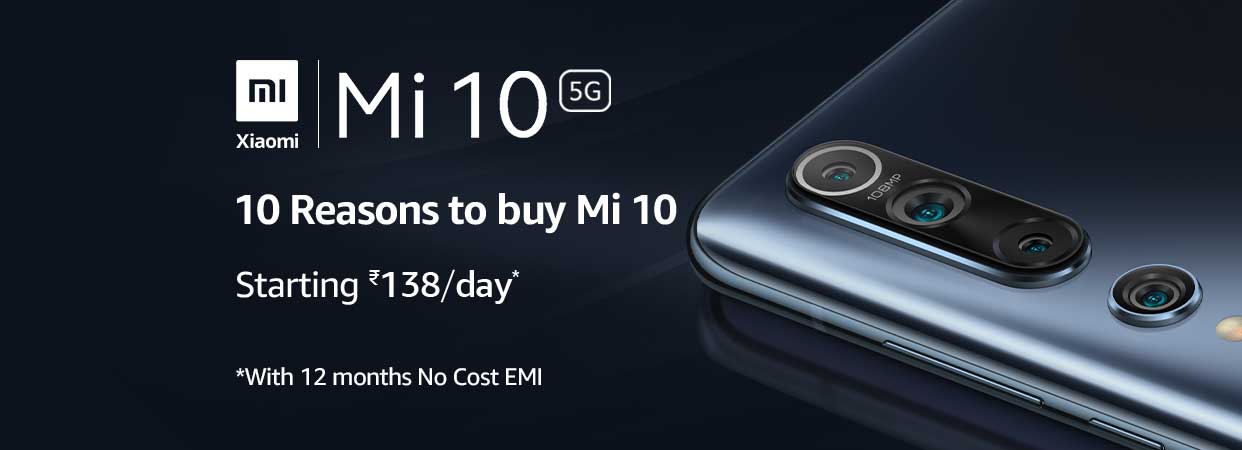 mi
Xiaomi
Mi 10 5G
10 Reasons to buy Mi 10
Starting ₹138/day*
*With 12 months No Cost EMI
108MP